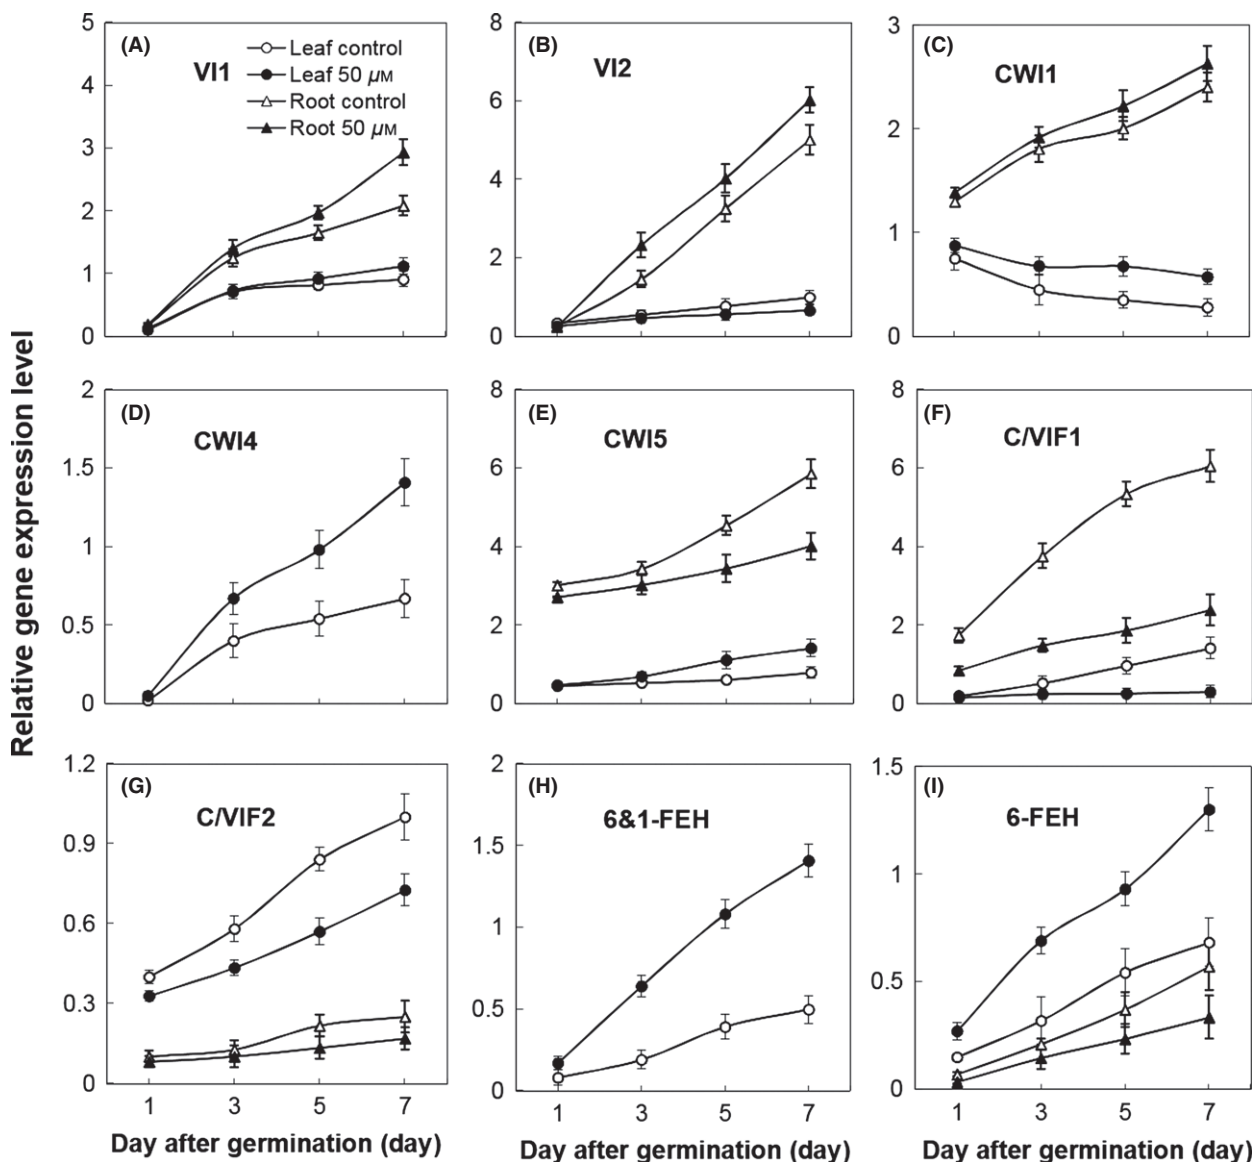 Relative gene expression level
(A)
VI1
Leaf control
Leaf 50 μM
Root control
Root 50 μM
5
4
3
2
1
0
(B)
VI2
8
6
4
2
0
(C)
CWI1
3
2
1
0
(D)
CWI4
2
1.5
1
0.5
0
(E)
CWI5
8
6
4
2
0
(F)
C/VIF1
8
6
4
2
0
(G)
C/VIF2
1.2
0.9
0.6
0.3
0
1 3 5 7
Day after germination (day)
(H)
6&1-FEH
2
1.5
1
0.5
0
1 3 5 7
Day after germination (day)
(I)
6-FEH
1.5
1
0.5
0
1 3 5 7
Day after germination (day)